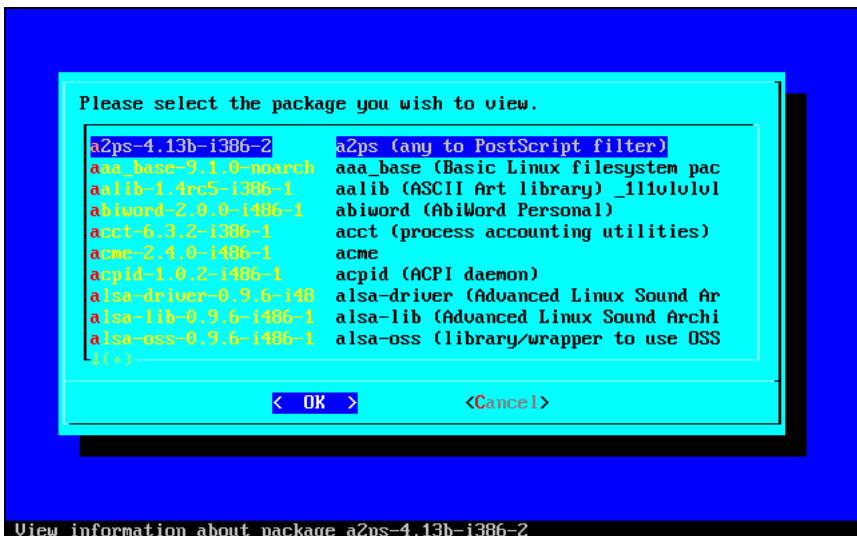 Please select the package you wish to view.
a2ps-4.13b-i386-2 a2ps (any to PostScript filter)
aaa_base-9.1.0-noarch aaa_base (Basic Linux filesystem pac
aalib-1.4rc5-i386-1 aalib (ASCII Art library) _1l1vlvlvl
abiword-2.0.0-i486-1 abiword (AbiWord Personal)
acct-6.3.2-i386-1 acct (process accounting utilities)
acme-2.4.0-i486-1 acme
acpid-1.0.2-i486-1 acpid (ACPI daemon)
alsa-driver-0.9.6-i48 alsa-driver (Advanced Linux Sound Ar
alsa-lib-0.9.6-i486-1 alsa-lib (Advanced Linux Sound Archi
alsa-oss-0.9.6-i486-1 alsa-oss (library/wrapper to use OSS
↓(+)
< OK > <Cancel>
View information about package a2ps-4.13b-i386-2